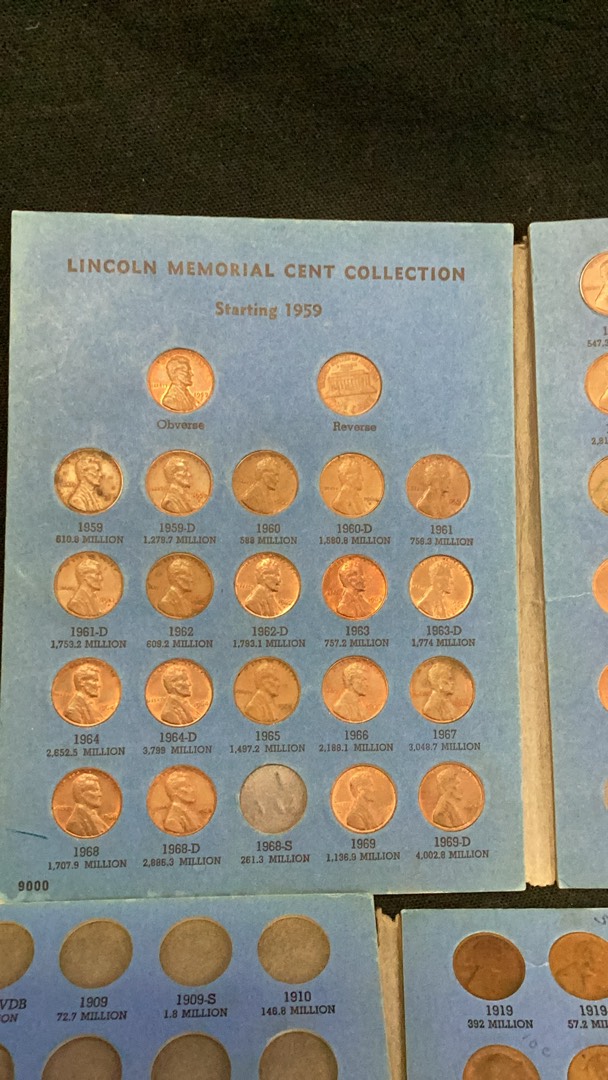 LINCOLN MEMORIAL CENT COLLECTION
Starting 1959
Obverse Reverse
1959 1959-D 1960 1960-D 1961
610.8 MILLION 1,279.7 MILLION 588 MILLION 1,580.8 MILLION 756.3 MILLION
1961-D 1962 1962-D 1963 1963-D
1,753.2 MILLION 609.2 MILLION 1,793.1 MILLION 757.2 MILLION 1,774 MILLION
1964 1964-D 1965 1966 1967
2,652.5 MILLION 3,799 MILLION 1,497.2 MILLION 2,188.1 MILLION 3,048.7 MILLION
1968 1968-D 1968-S 1969 1969-D
1,707.9 MILLION 2,886.3 MILLION 261.3 MILLION 1,136.9 MILLION 4,002.8 MILLION
9000
547.2
VDB 1909 1909-S 1910
ON 72.7 MILLION 1.8 MILLION 146.8 MILLION
1919 1919
392 MILLION 57.2 MIL